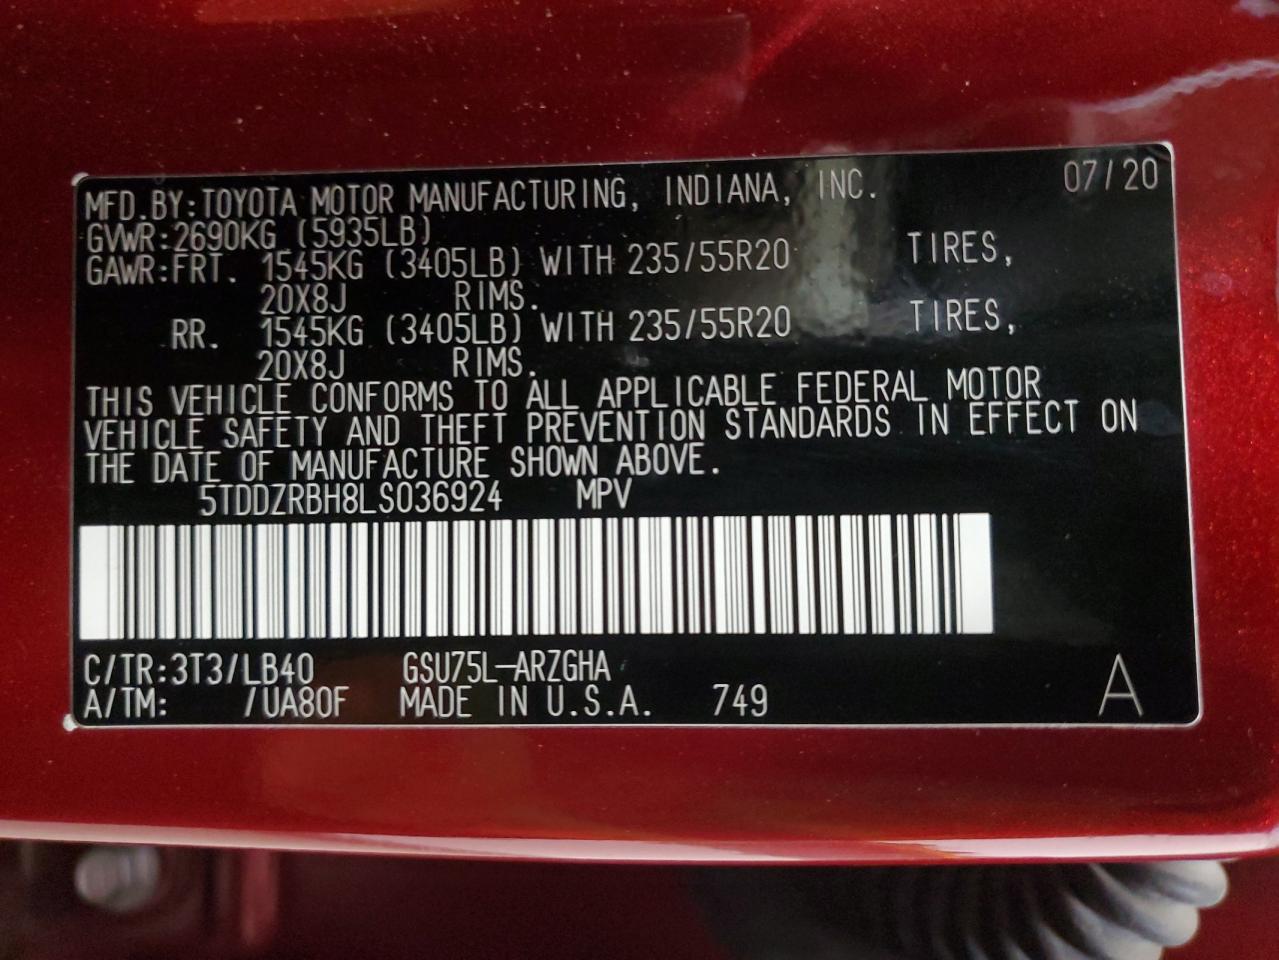 MFD.BY:TOYOTA MOTOR MANUFACTURING, INDIANA, INC. 07/20
GVWR:2690KG (5935LB)
GAWR:FRT. 1545KG (3405LB) WITH 235/55R20 TIRES,
20X8J RIMS.
RR. 1545KG (3405LB) WITH 235/55R20 TIRES,
20X8J RIMS.
THIS VEHICLE CONFORMS TO ALL APPLICABLE FEDERAL MOTOR
VEHICLE SAFETY AND THEFT PREVENTION STANDARDS IN EFFECT ON
THE DATE OF MANUFACTURE SHOWN ABOVE.
5TDDZRBH8LS036924 MPV
C/TR:3T3/LB40 GSU75L-ARZGHA
A/TM: /UA80F MADE IN U.S.A. 749 A